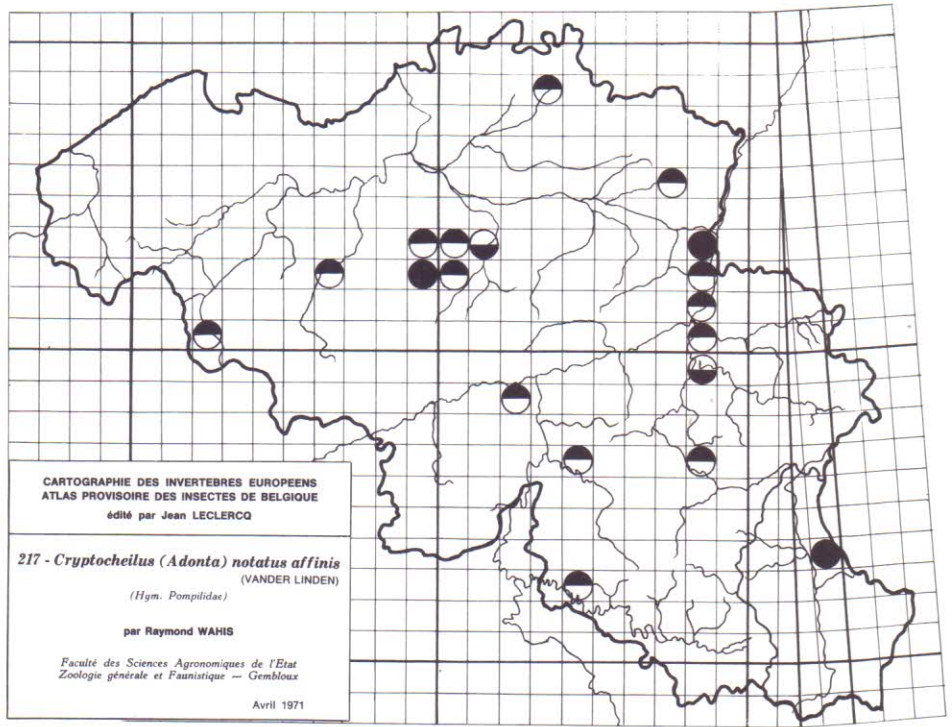 CARTOGRAPHIE DES INVERTEBRES EUROPEENS
ATLAS PROVISOIRE DES INSECTES DE BELGIQUE
édité par Jean LECLERCQ
217 - Cryptocheilus (Adonta) notatus affinis
(VANDER LINDEN)
(Hym. Pompilidae)
par Raymond WAHIS
Faculté des Sciences Agronomiques de l'Etat
Zoologie générale et Faunistique — Gembloux
Avril 1971